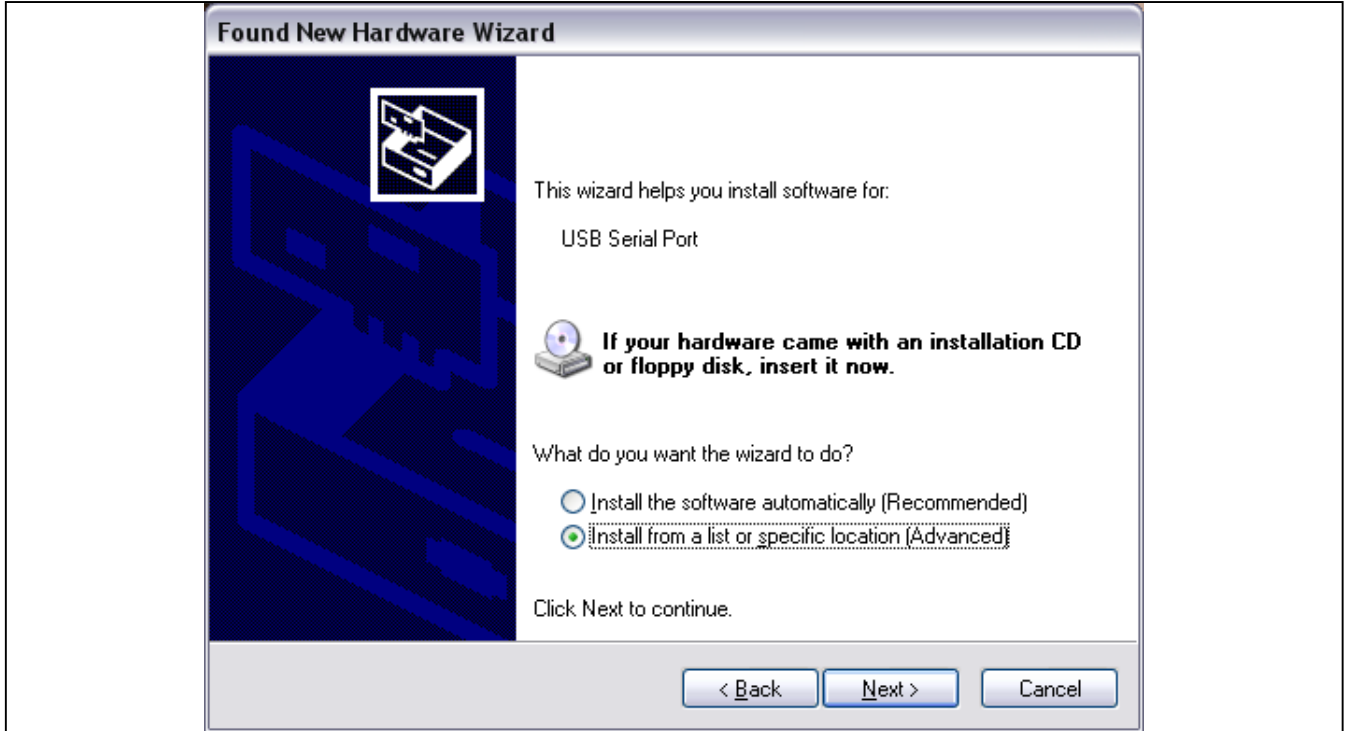 Found New Hardware Wizard
This wizard helps you install software for:
USB Serial Port
If your hardware came with an installation CD
or floppy disk, insert it now.
What do you want the wizard to do?
Install the software automatically (Recommended)
Install from a list or specific location (Advanced)
Click Next to continue.
< Back Next > Cancel